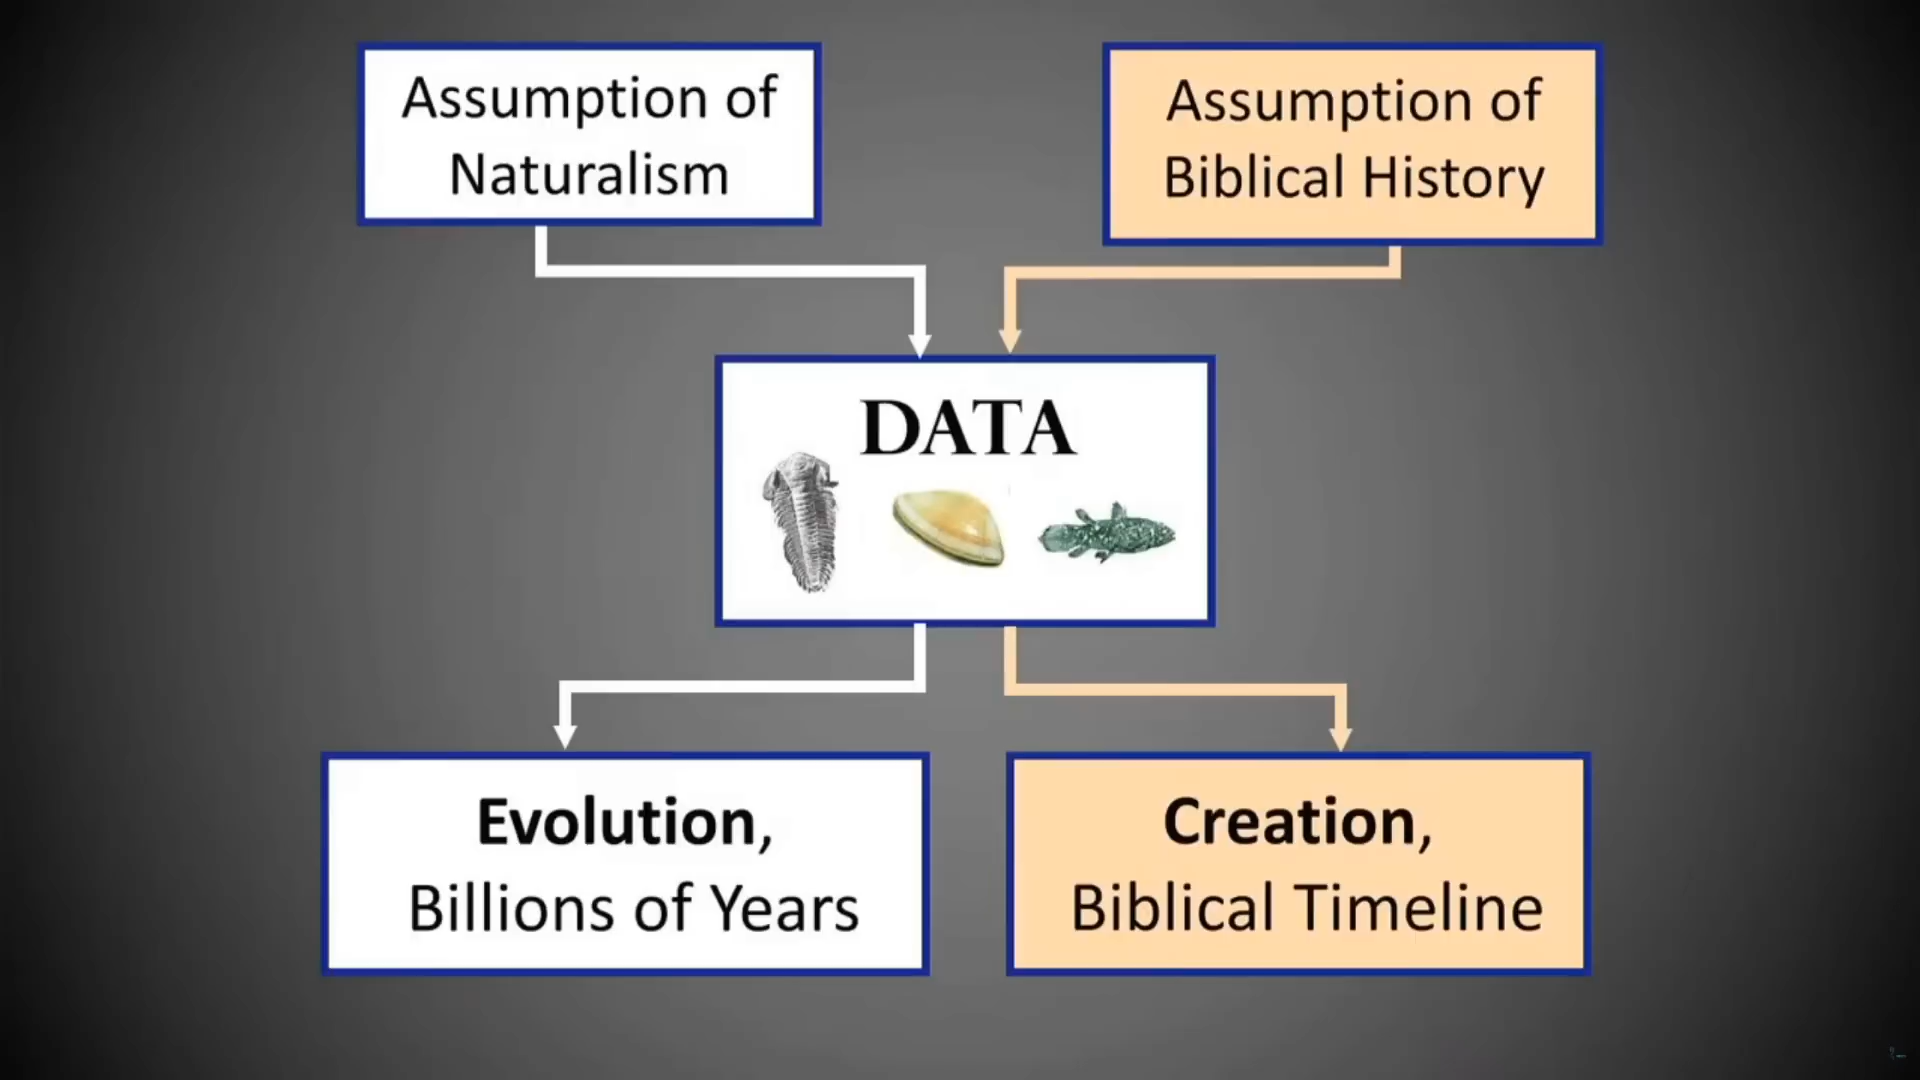 Assumption of
Naturalism
Assumption of
Biblical History
DATA
Evolution,
Billions of Years
Creation,
Biblical Timeline